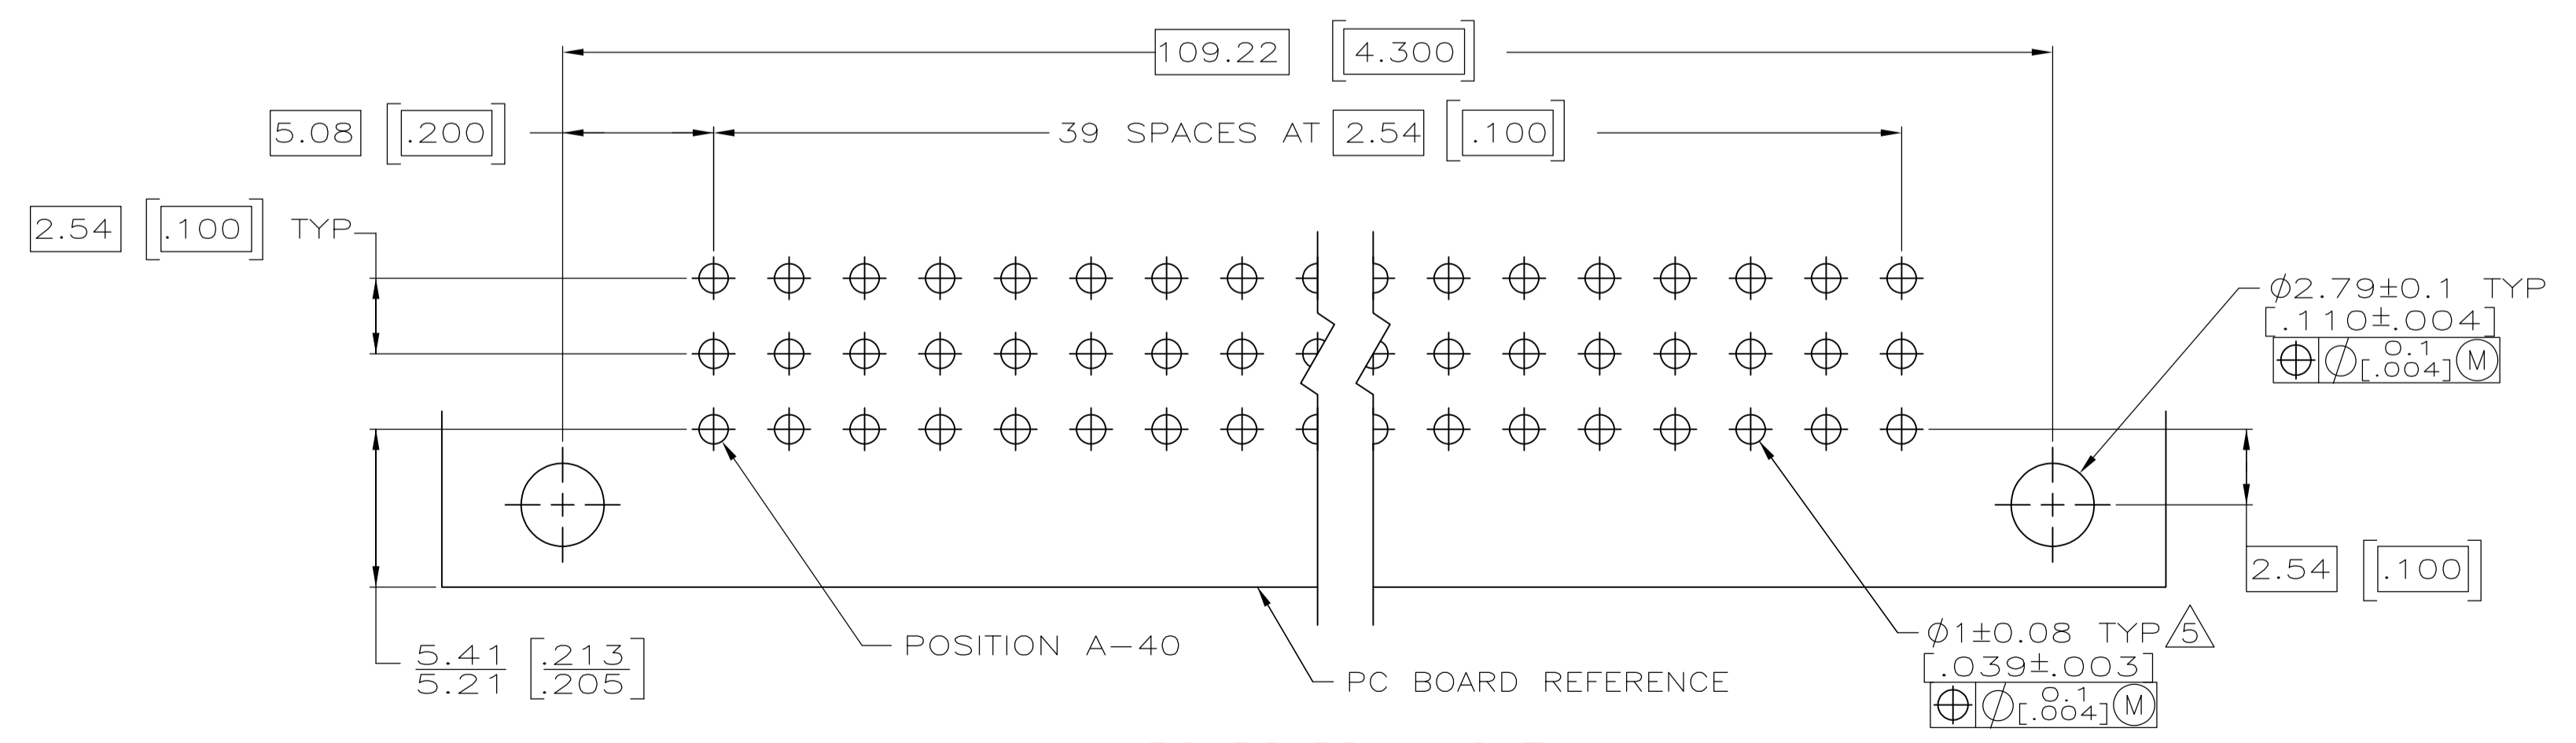 109.22 [4.300]
5.08 [.200]
39 SPACES AT 2.54 [.100]
2.54 [.100] TYP
⌀2.79±0.1 TYP
[.110±.004]
⌖ ⌀ 0.1 [.004] Ⓜ
2.54 [.100]
⌀1±0.08 TYP 5
[.039±.003]
⌖ ⌀ 0.1 [.004] Ⓜ
POSITION A-40
5.41 [.213]
5.21 [.205]
PC BOARD REFERENCE